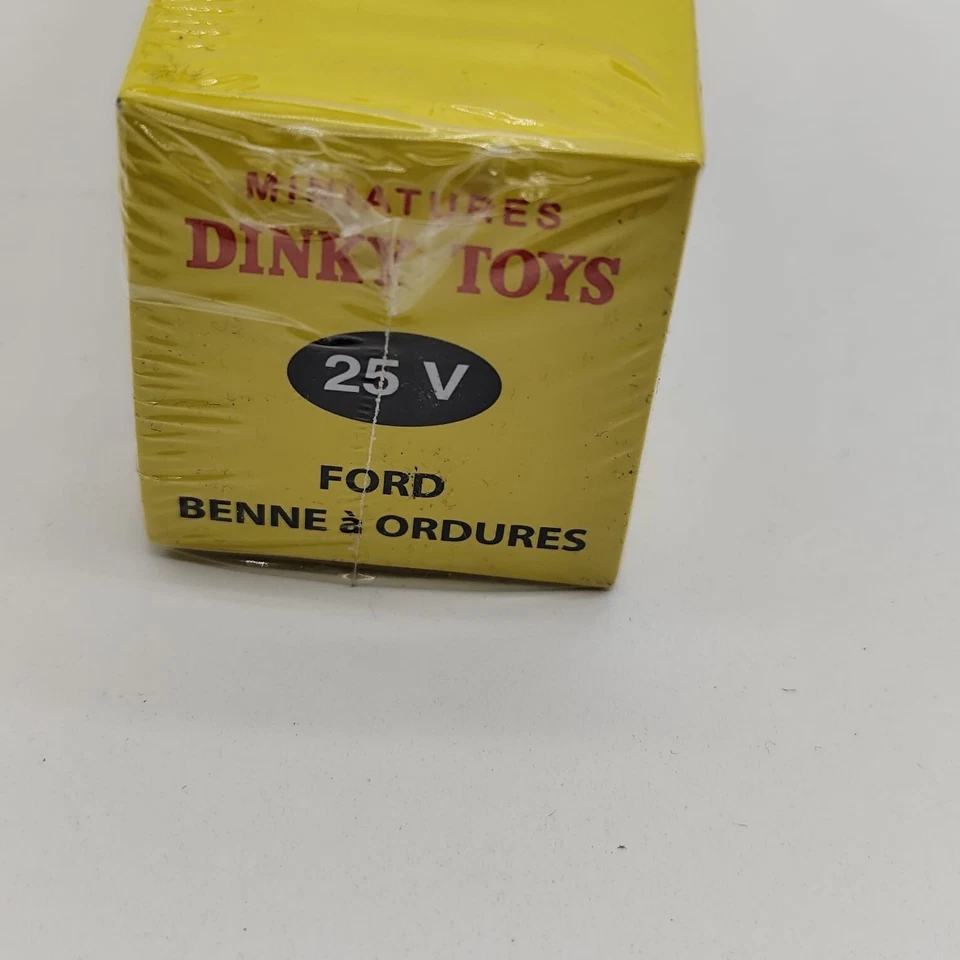 MINIATURES
DINKY TOYS
25 V
FORD
BENNE à ORDURES